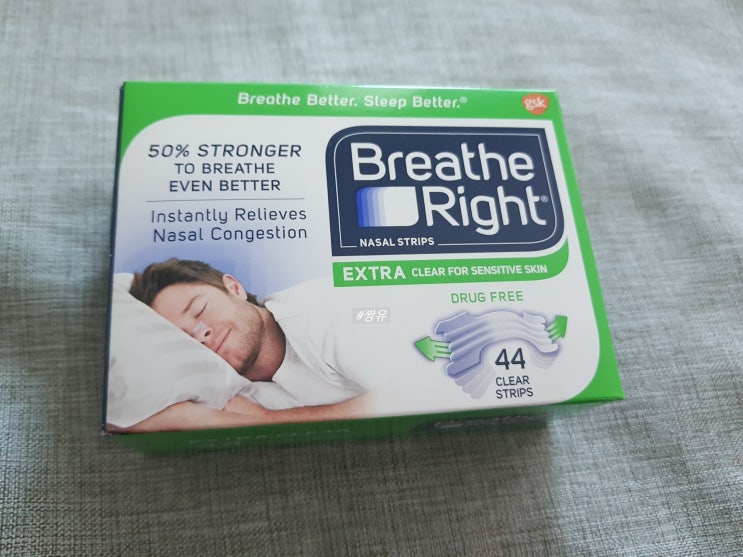 Breathe Better. Sleep Better.®
gsk
50% STRONGER
TO BREATHE
EVEN BETTER
Instantly Relieves
Nasal Congestion
Breathe
Right®
NASAL STRIPS
EXTRA CLEAR FOR SENSITIVE SKIN
DRUG FREE
#짱유
44
CLEAR
STRIPS